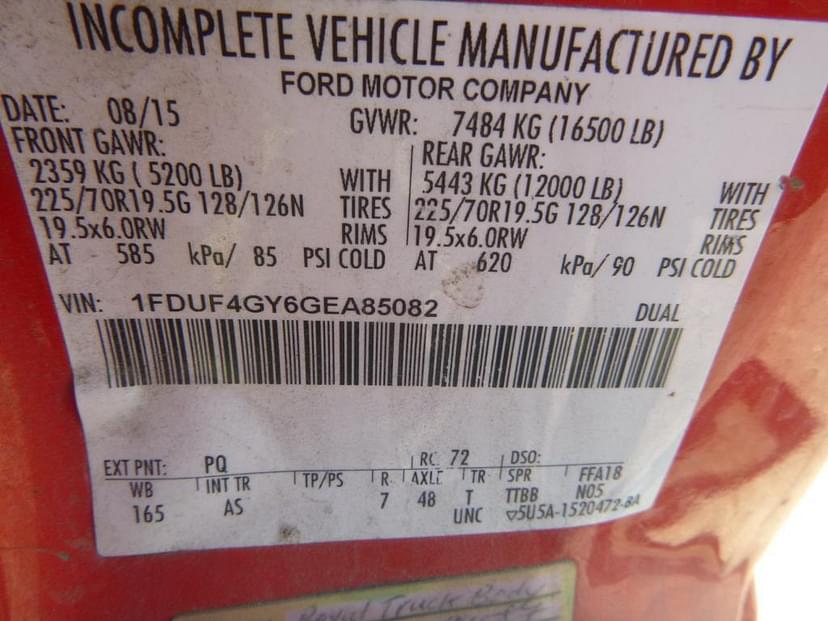 INCOMPLETE VEHICLE MANUFACTURED BY
FORD MOTOR COMPANY
DATE: 08/15 GVWR: 7484 KG (16500 LB)
FRONT GAWR: REAR GAWR:
2359 KG ( 5200 LB) WITH 5443 KG (12000 LB) WITH
225/70R19.5G 128/126N TIRES 225/70R19.5G 128/126N TIRES
19.5x6.0RW RIMS 19.5x6.0RW RIMS
AT 585 kPa/ 85 PSI COLD AT 620 kPa/ 90 PSI COLD
VIN: 1FDUF4GY6GEA85082 DUAL
EXT PNT: PQ RC: 72 DSO:
WB INT TR TP/PS R AXLE TR SPR FFA18
165 AS 7 48 T TTBB N05
UNC ▽5U5A-1520472-BA
Royal Truck Body